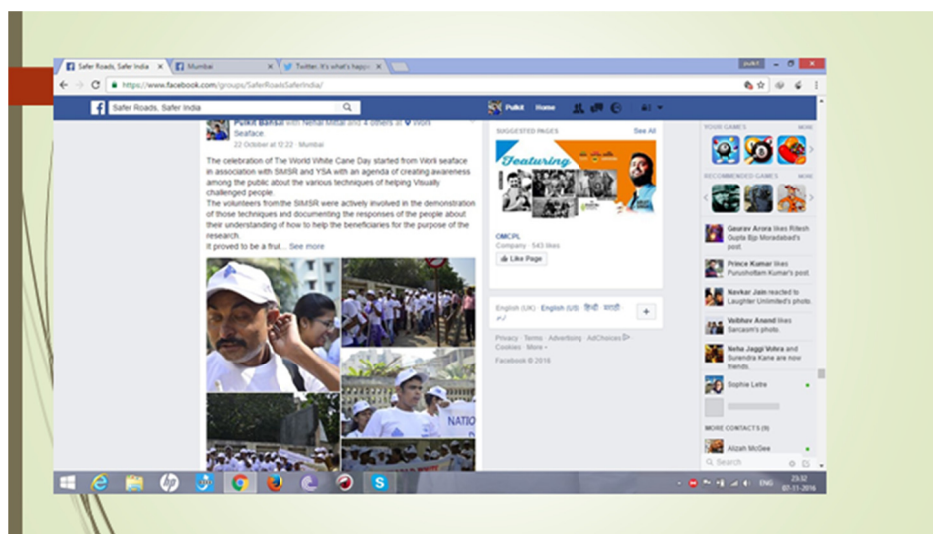 Safer Roads, Safer India
Mumbai
Twitter. It's what's happe
pulkit
https://www.facebook.com/groups/SaferRoadsSaferIndia/
Safer Roads, Safer India
Pulkit Home
Pulkit Bansal with Nehal Mittal and 4 others at Worli
Seaface.
22 October at 12:22 · Mumbai
The celebration of The World White Cane Day started from Worli seaface
in association with SMSR and YSA with an agenda of creating awareness
among the public about the various techniques of helping Visually
challenged people.
The volunteers from the SIMSR were actively involved in the demonstration
of those techniques and documenting the responses of the people about
their understanding of how to help the beneficiaries for the purpose of the
research.
It proved to be a frui... See more
NATIO
WHITE
SUGGESTED PAGES See All
Featuring
OMCPL
Company · 543 likes
Like Page
English (UK) · English (US) · हिन्दी · मराठी ·
اردو
+
Privacy · Terms · Advertising · AdChoices ·
Cookies · More
Facebook © 2016
YOUR GAMES MORE
RECOMMENDED GAMES MORE
Gaurav Arora likes Ritesh
Gupta Bjp Moradabad's
post.
Prince Kumar likes
Purushottam Kumar's post.
Navkar Jain reacted to
Laughter Unlimited's photo.
Vaibhav Anand likes
Sarcasm's photo.
Neha Jaggi Vohra and
Surendra Kane are now
friends.
Sophie Letre
MORE CONTACTS (9)
Alizah McGee
Search
hp
ENG
23:32
07-11-2016